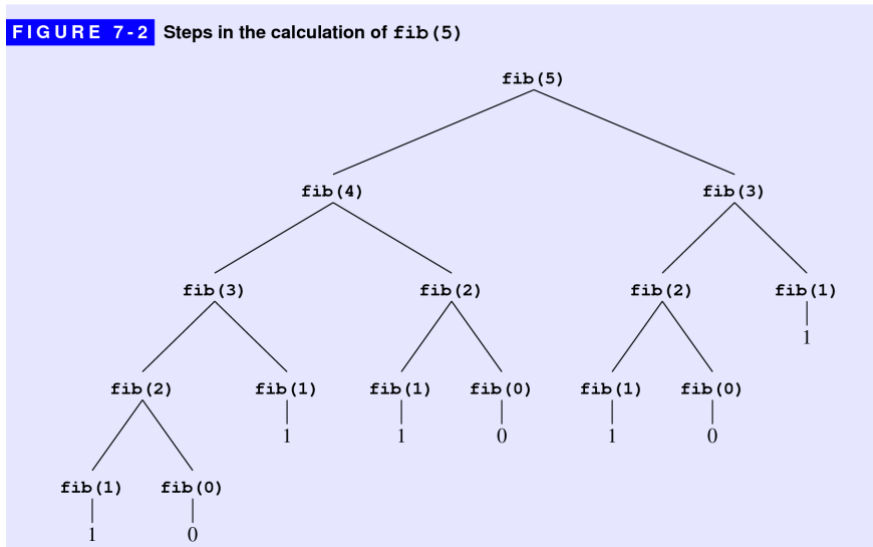 FIGURE 7-2 Steps in the calculation of fib(5)
fib(5)
fib(4) fib(3)
fib(3) fib(2) fib(2) fib(1)
1
fib(2) fib(1) fib(1) fib(0) fib(1) fib(0)
1 1 0 1 0
fib(1) fib(0)
1 0